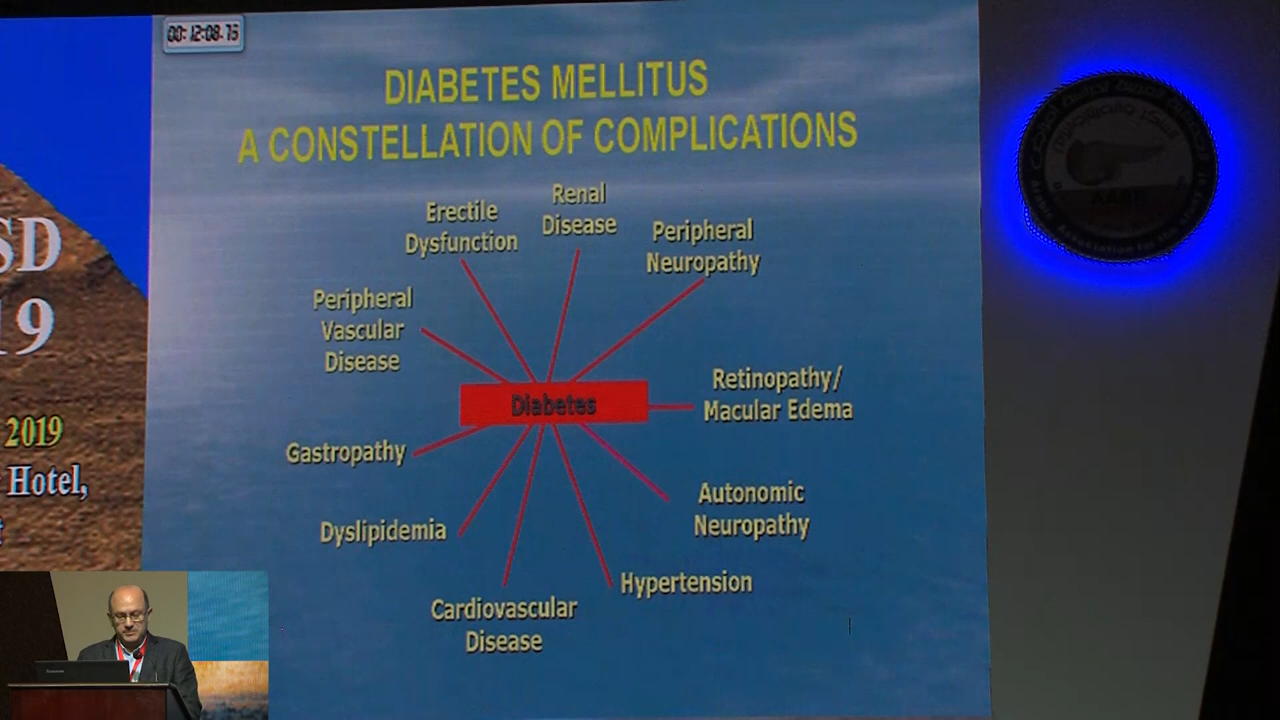 00:12:08.75
DIABETES MELLITUS
A CONSTELLATION OF COMPLICATIONS
Erectile
Dysfunction
Renal
Disease
Peripheral
Neuropathy
Peripheral
Vascular
Disease
Retinopathy/
Macular Edema
Diabetes
Gastropathy
Autonomic
Neuropathy
Dyslipidemia
Hypertension
Cardiovascular
Disease
SD
19
2019
Hotel,